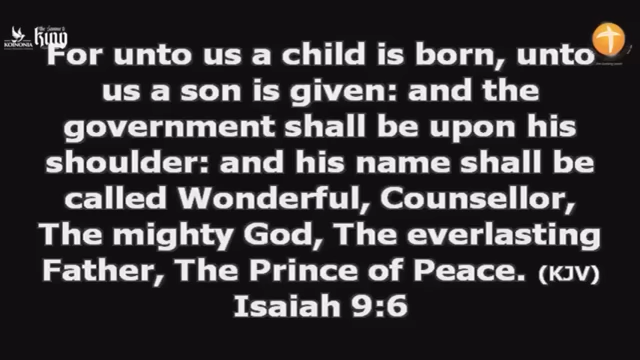 KOINONIA
King
For unto us a child is born, unto
us a son is given: and the
government shall be upon his
shoulder: and his name shall be
called Wonderful, Counsellor,
The mighty God, The everlasting
Father, The Prince of Peace. (KJV)
Isaiah 9:6